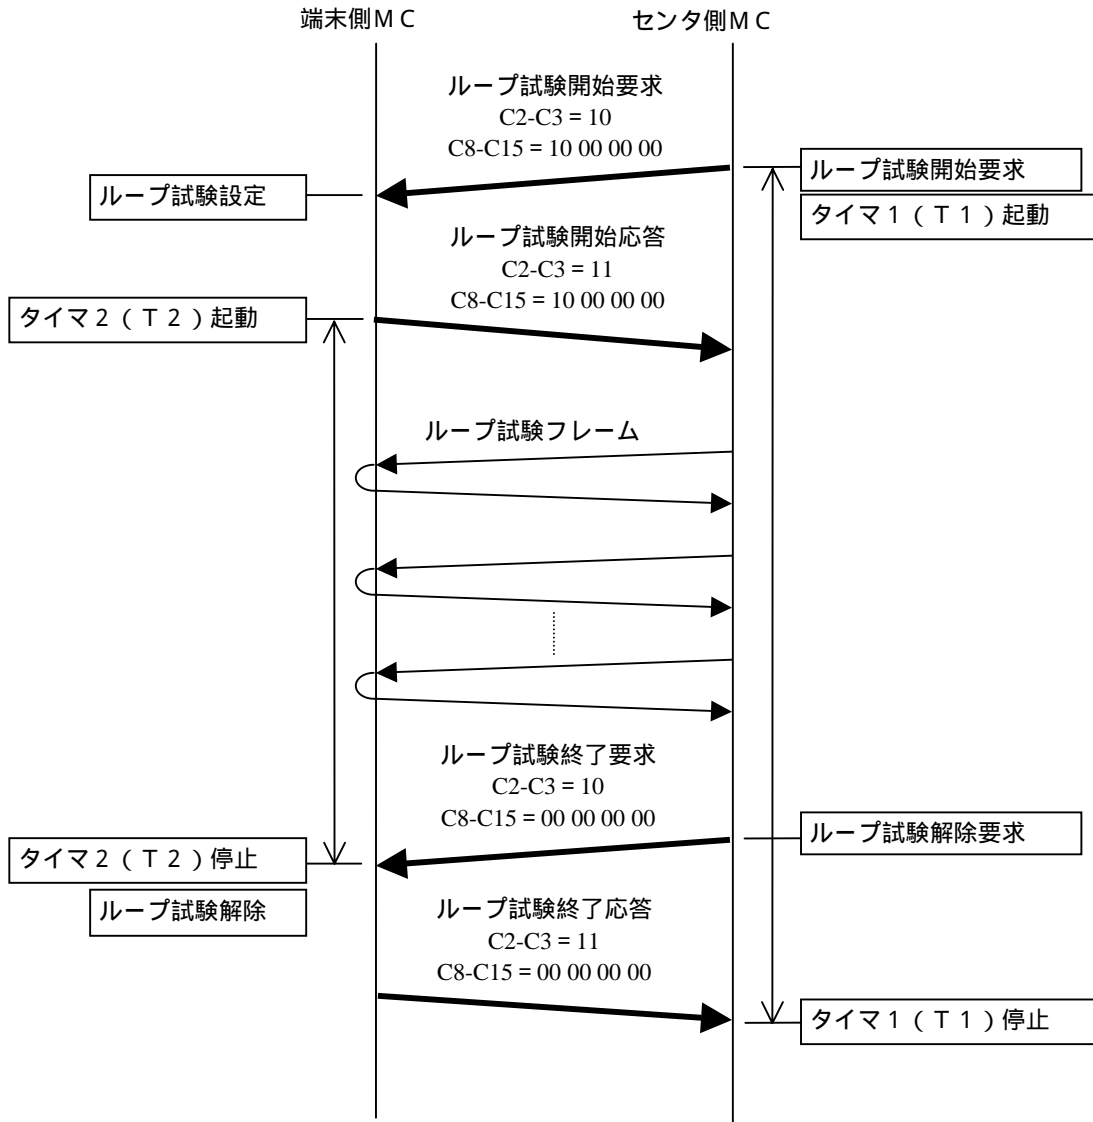 端末側ＭＣ
センタ側ＭＣ
ループ試験開始要求
C2-C3 = 10
C8-C15 = 10 00 00 00
ループ試験開始要求
ループ試験設定
タイマ１（Ｔ１）起動
ループ試験開始応答
C2-C3 = 11
C8-C15 = 10 00 00 00
タイマ２（Ｔ２）起動
ループ試験フレーム
ループ試験終了要求
C2-C3 = 10
C8-C15 = 00 00 00 00
ループ試験解除要求
タイマ２（Ｔ２）停止
ループ試験解除
ループ試験終了応答
C2-C3 = 11
C8-C15 = 00 00 00 00
タイマ１（Ｔ１）停止